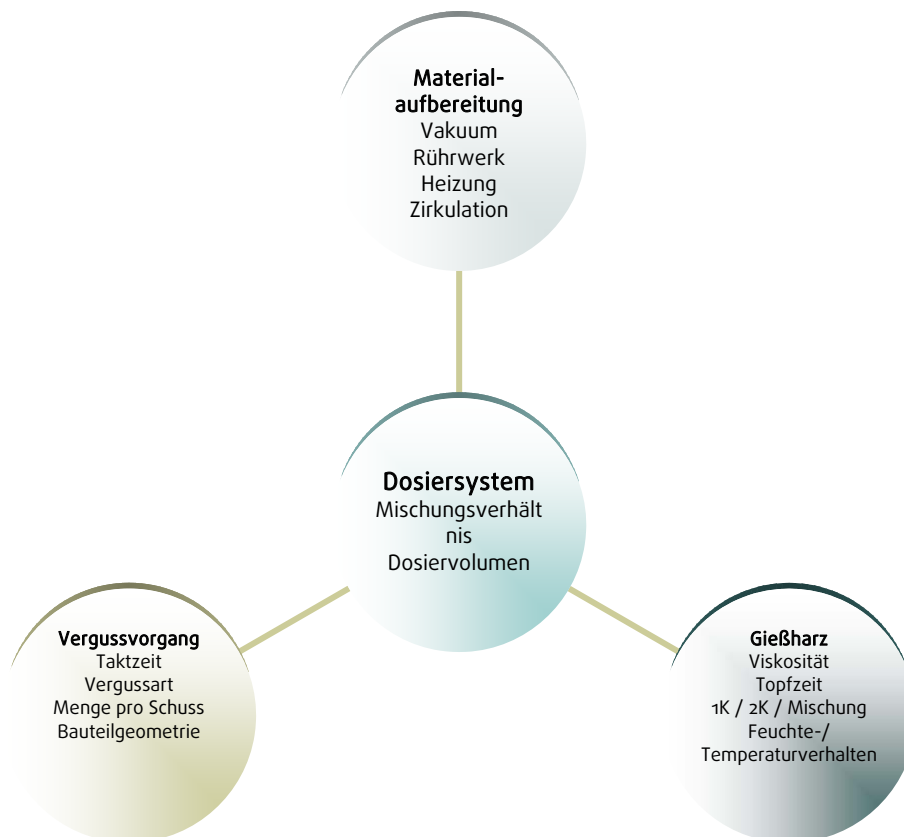 Material-
aufbereitung
Vakuum
Rührwerk
Heizung
Zirkulation
Dosiersystem
Mischungsverhält
nis
Dosiervolumen
Vergussvorgang
Taktzeit
Vergussart
Menge pro Schuss
Bauteilgeometrie
Gießharz
Viskosität
Topfzeit
1K / 2K / Mischung
Feuchte-/
Temperaturverhalten